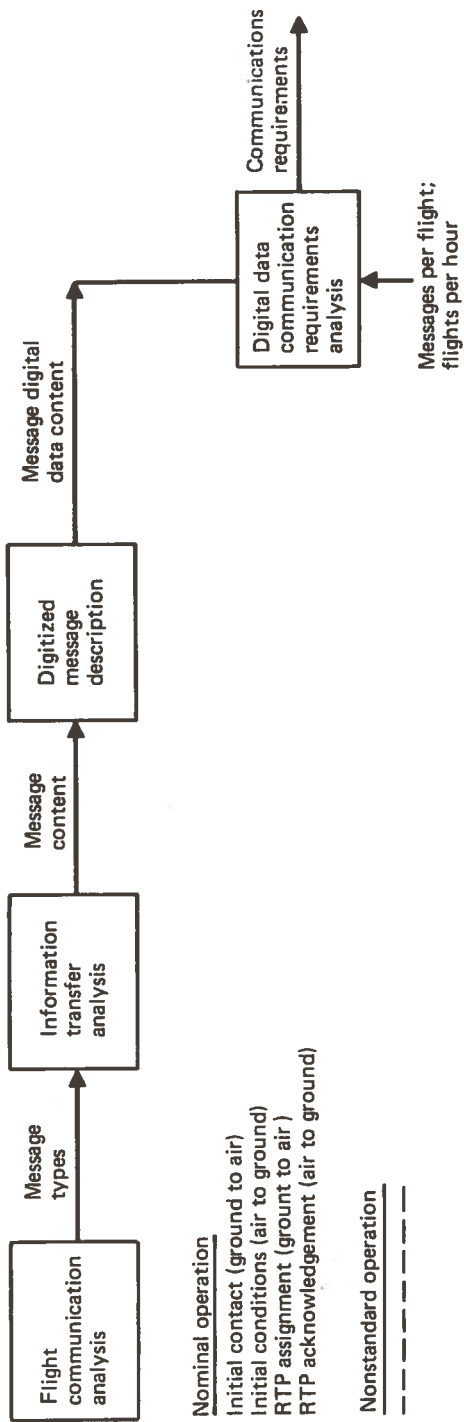 Flight
communication
analysis
Message
types
Information
transfer
analysis
Message
content
Digitized
message
description
Message digital
data content
Digital data
communication
requirements
analysis
Communications
requirements
Messages per flight;
flights per hour
Nominal operation
Initial contact (ground to air)
Initial conditions (air to ground)
RTP assignment (grount to air)
RTP acknowledgement (air to ground)
Nonstandard operation